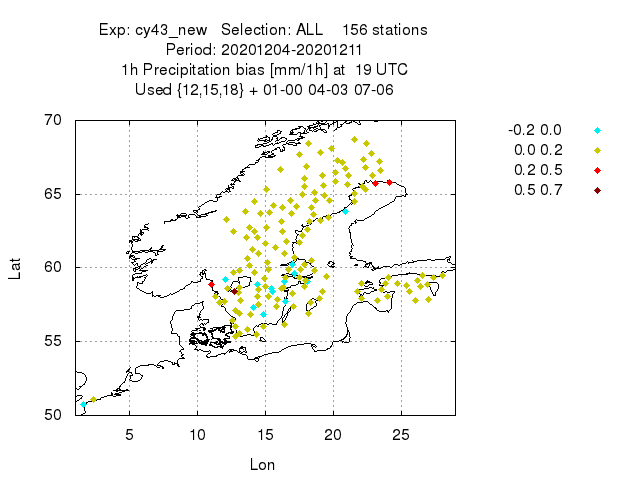 Exp: cy43_new   Selection: ALL    156 stations
Period: 20201204-20201211
1h Precipitation bias [mm/1h] at  19 UTC
Used {12,15,18} + 01-00 04-03 07-06
-0.2 0.0
0.0 0.2
0.2 0.5
0.5 0.7
70
65
60
55
50
Lat
5 10 15 20 25
Lon